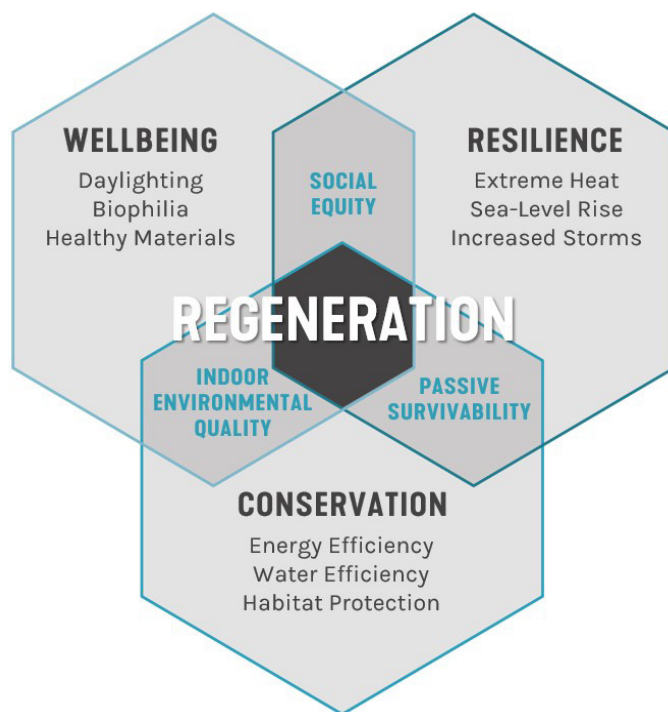 WELLBEING
Daylighting
Biophilia
Healthy Materials
RESILIENCE
Extreme Heat
Sea-Level Rise
Increased Storms
SOCIAL
EQUITY
REGENERATION
INDOOR
ENVIRONMENTAL
QUALITY
PASSIVE
SURVIVABILITY
CONSERVATION
Energy Efficiency
Water Efficiency
Habitat Protection